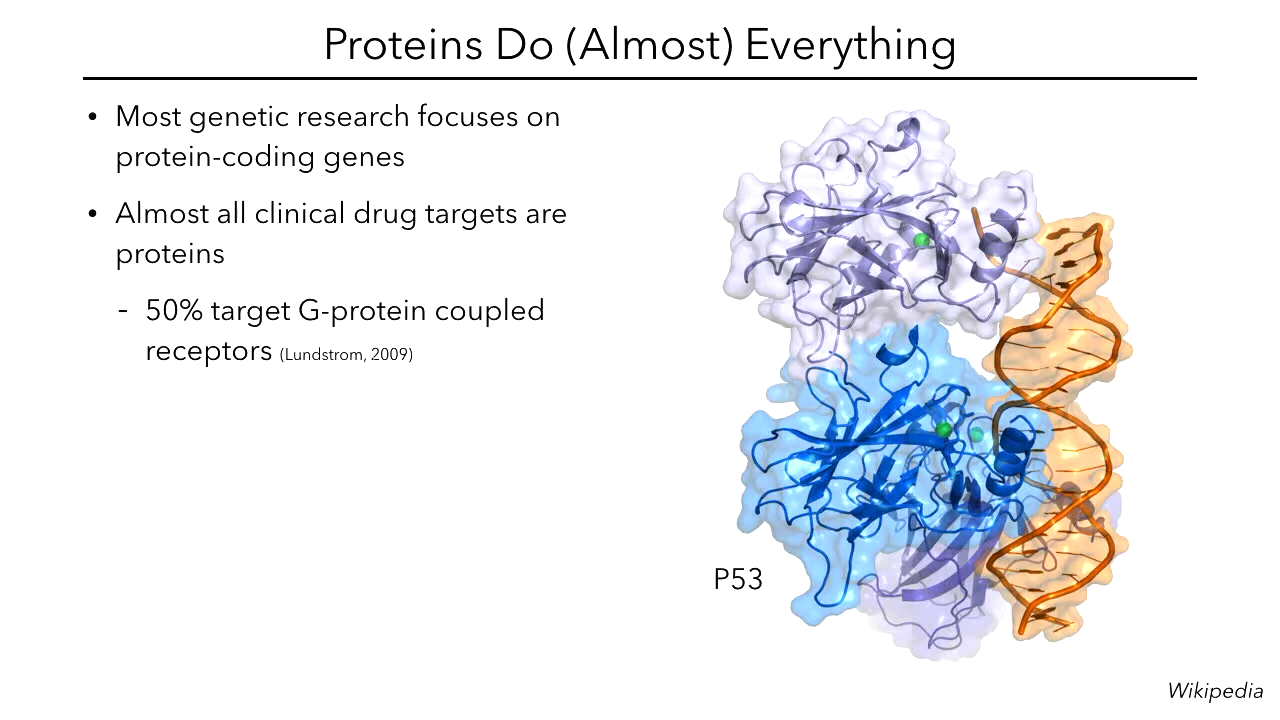 Proteins Do (Almost) Everything
• Most genetic research focuses on
protein-coding genes
• Almost all clinical drug targets are
proteins
- 50% target G-protein coupled
receptors (Lundstrom, 2009)
P53
Wikipedia